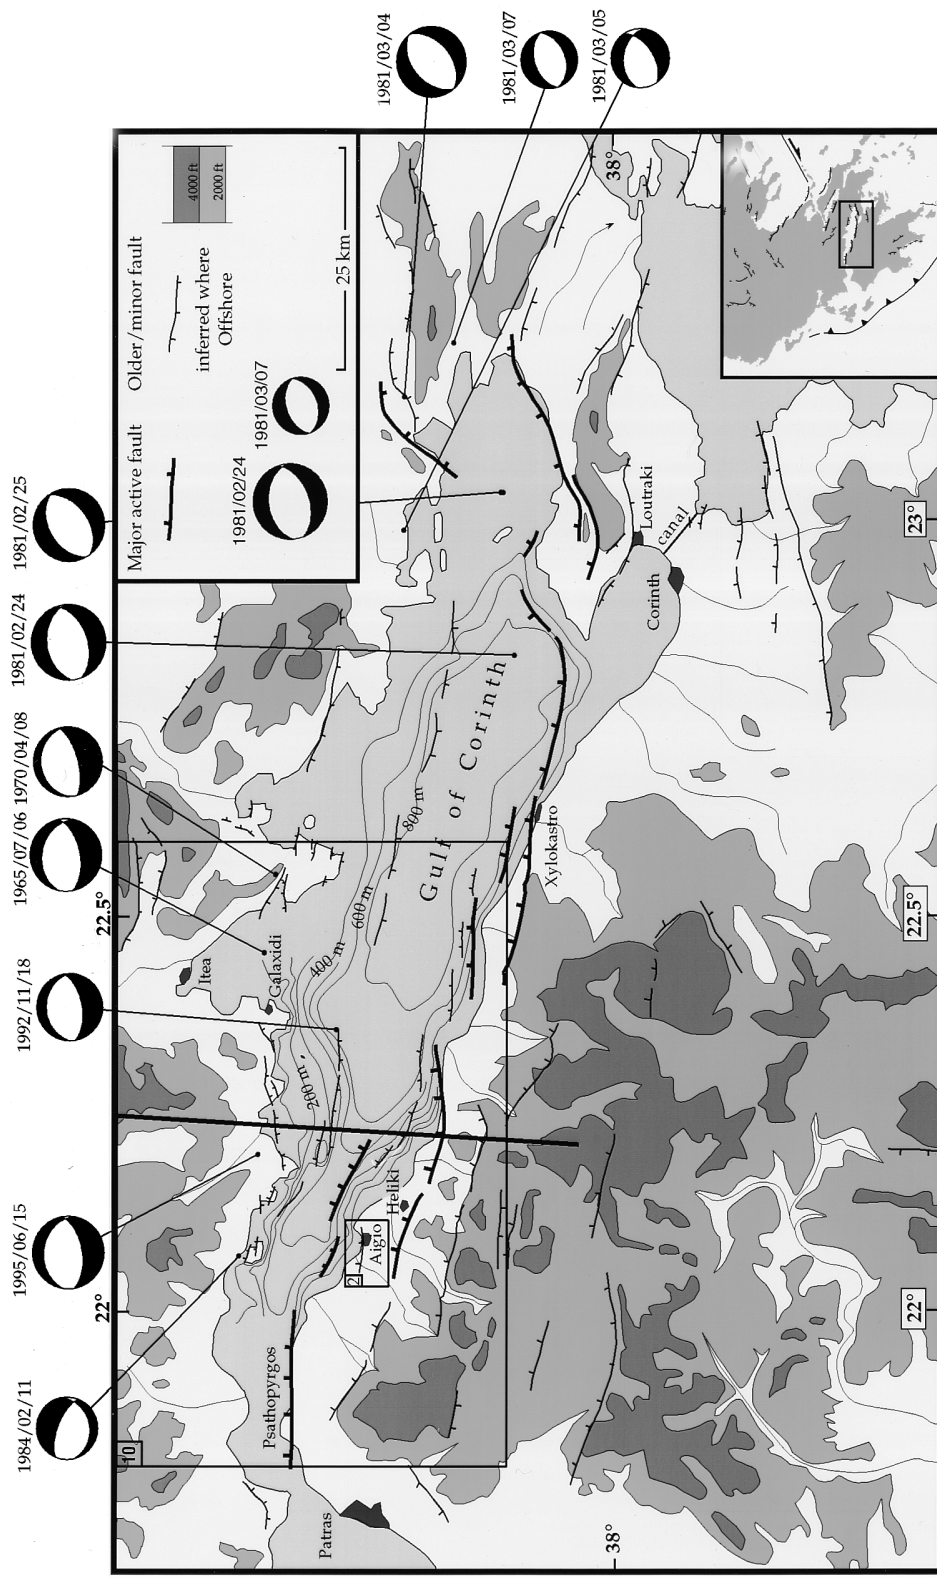 1984/02/11
1995/06/15
1992/11/18
1965/07/06
1970/04/08
1981/02/24
1981/02/25
10
22°
22.5°
Major active fault
Older/minor fault
inferred where
Offshore
4000 ft
2000 ft
1981/02/24
1981/03/07
25 km
1981/03/04
1981/03/07
1981/03/05
Itea
Galaxidi
200 m
400 m
600 m
800 m
Gulf of Corinth
Psathopyrgos
Patras
2
Aigio
Heliki
Xylokastro
Corinth
canal
Loutraki
38°
38°
22°
22.5°
23°